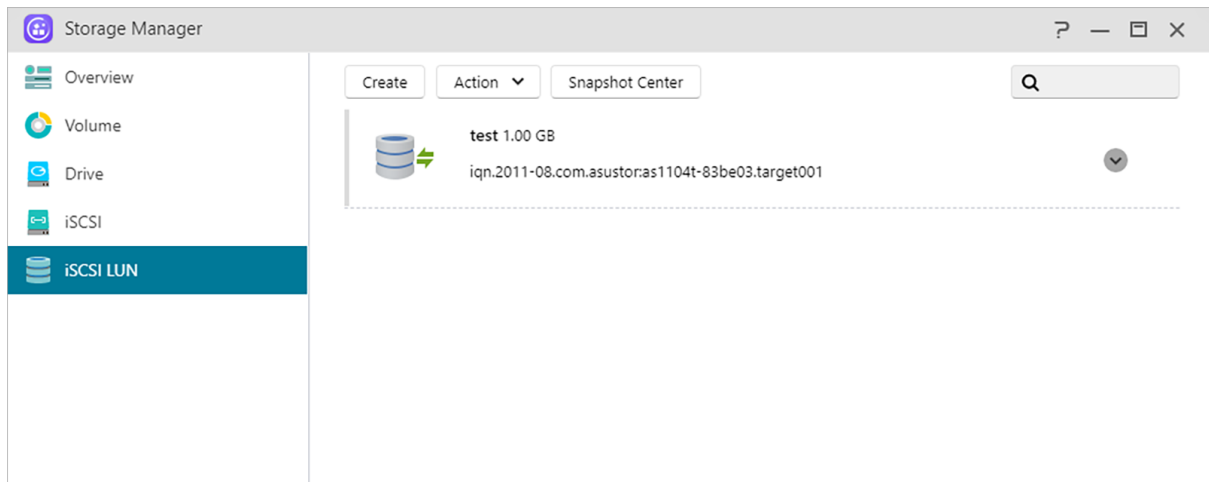 Storage Manager
Overview
Volume
Drive
iSCSI
iSCSI LUN
Create
Action
Snapshot Center
test 1.00 GB
iqn.2011-08.com.asustor:as1104t-83be03.target001